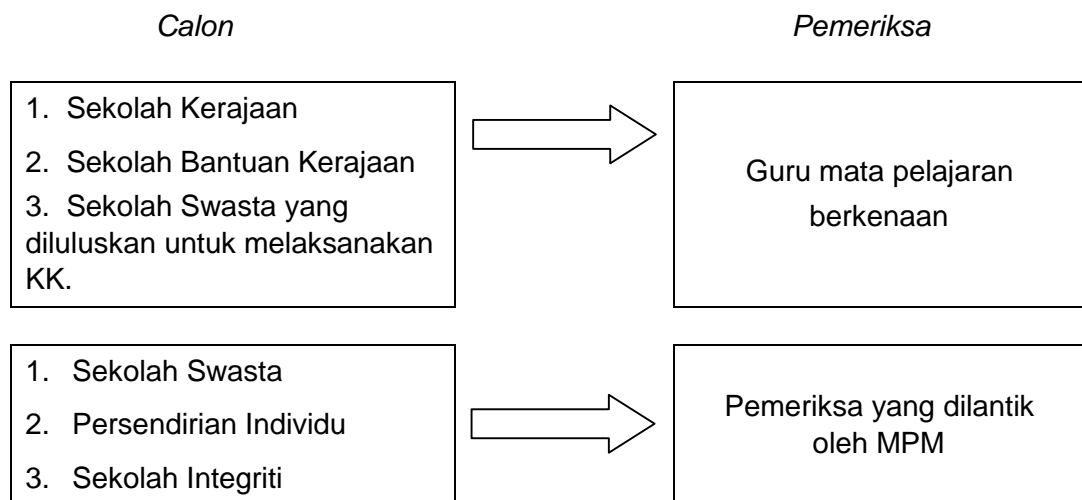 Calon
Pemeriksa
1. Sekolah Kerajaan
2. Sekolah Bantuan Kerajaan
3. Sekolah Swasta yang
diluluskan untuk melaksanakan
KK.
Guru mata pelajaran
berkenaan
1. Sekolah Swasta
2. Persendirian Individu
3. Sekolah Integriti
Pemeriksa yang dilantik
oleh MPM